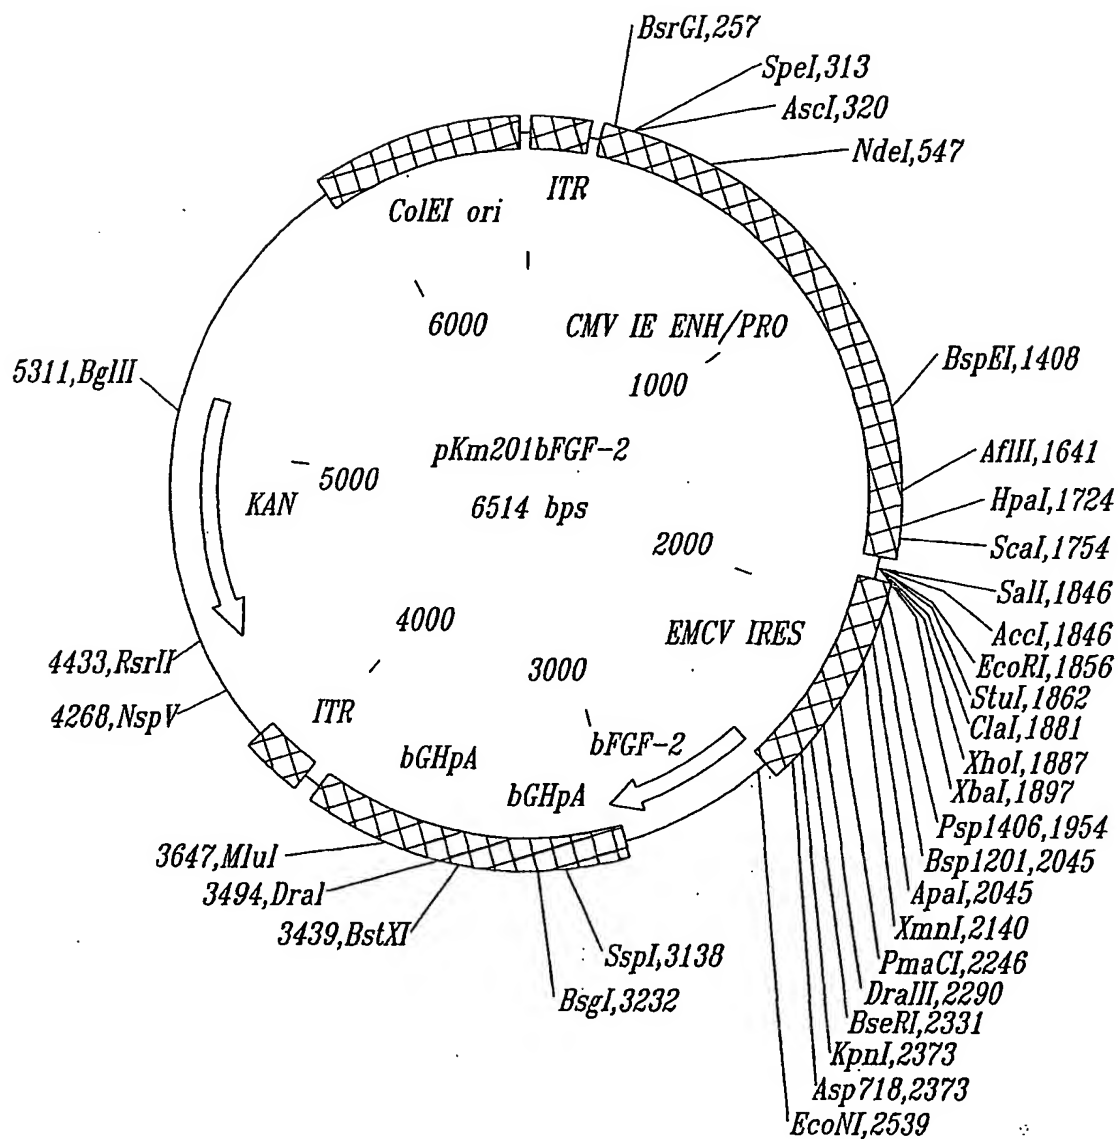 BsrGI,257
SpeI,313
AscI,320
NdeI,547
ITR
ColEI ori
6000
CMV IE ENH/PRO
1000
BspEI,1408
5311,BglII
AflII,1641
pKm201bFGF-2
5000
KAN
HpaI,1724
6514 bps
ScaI,1754
2000
SalI,1846
AccI,1846
EMCV IRES
4000
EcoRI,1856
4433,RsrII
StuI,1862
3000
4268,NspV
ClaI,1881
ITR
bFGF-2
bGHpA
XhoI,1887
bGHpA
XbaI,1897
Psp1406,1954
3647,MluI
Bsp1201,2045
3494,DraI
ApaI,2045
3439,BstXI
XmnI,2140
SspI,3138
PmaCI,2246
BsgI,3232
DraIII,2290
BseRI,2331
KpnI,2373
Asp718,2373
EcoNI,2539